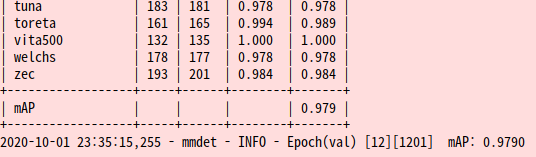 | tuna | 183 | 181 | 0.978 | 0.978 |
| toreta | 161 | 165 | 0.994 | 0.989 |
| vita500 | 132 | 135 | 1.000 | 1.000 |
| welchs | 178 | 177 | 0.978 | 0.978 |
| zec | 193 | 201 | 0.984 | 0.984 |
+-----------------+-----+------+--------+-------+
| mAP | | | | 0.979 |
+-----------------+-----+------+--------+-------+
2020-10-01 23:35:15,255 - mmdet - INFO - Epoch(val) [12][1201] mAP: 0.9790